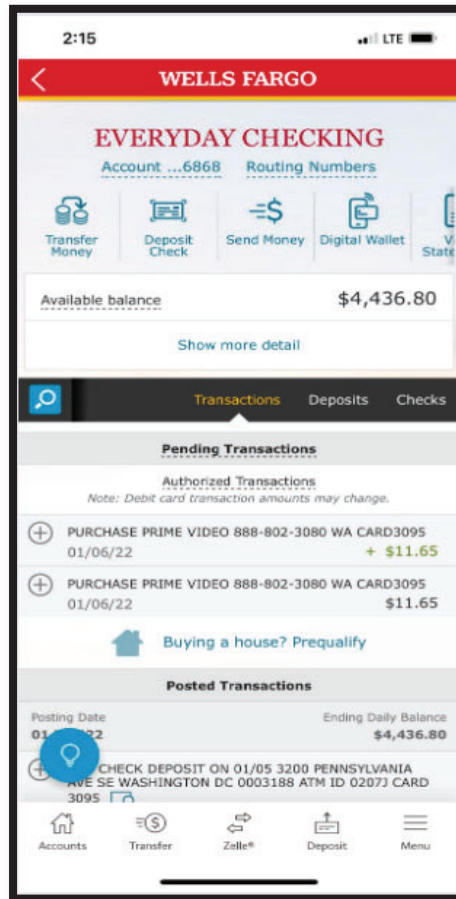 2:15 LTE
WELLS FARGO
EVERYDAY CHECKING
Account ...6868 Routing Numbers
Transfer Money
Deposit Check
Send Money
Digital Wallet
V
State
Available balance $4,436.80
Show more detail
Transactions Deposits Checks
Pending Transactions
Authorized Transactions
Note: Debit card transaction amounts may change.
PURCHASE PRIME VIDEO 888-802-3080 WA CARD3095
01/06/22 + $11.65
PURCHASE PRIME VIDEO 888-802-3080 WA CARD3095
01/06/22 $11.65
Buying a house? Prequalify
Posted Transactions
Posting Date Ending Daily Balance
$4,436.80
CHECK DEPOSIT ON 01/05 3200 PENNSYLVANIA
AVE SE WASHINGTON DC 0003188 ATM ID 0207J CARD
3095
Accounts Transfer Zelle® Deposit Menu